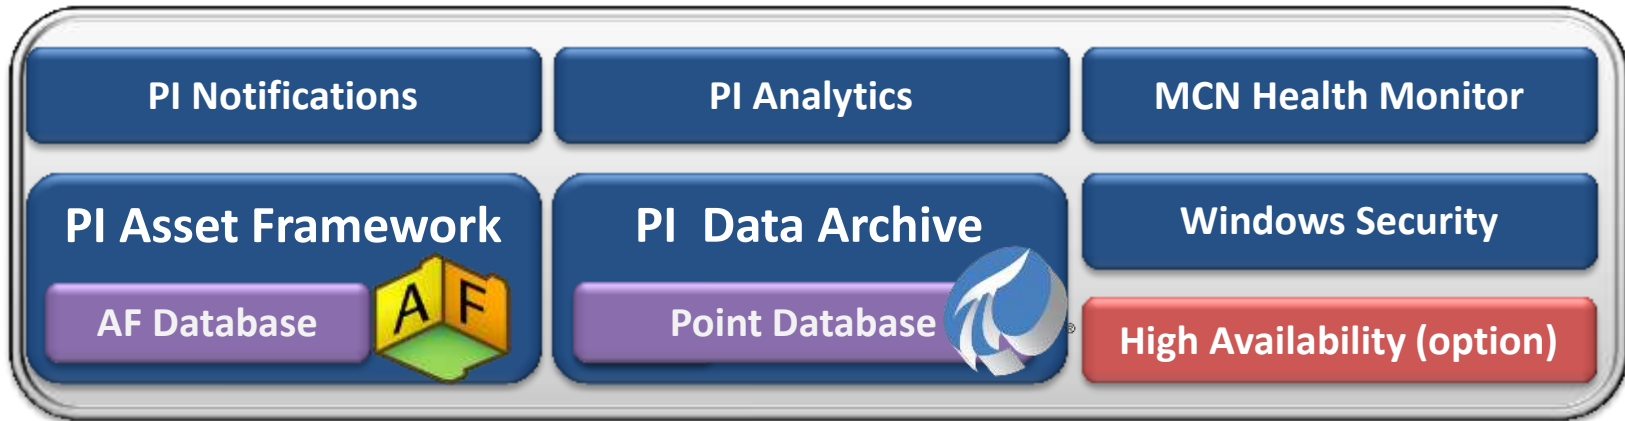 PI Notifications
PI Analytics
MCN Health Monitor
PI Asset Framework
PI Data Archive
Windows Security
AF Database
AF
Point Database
®
High Availability (option)